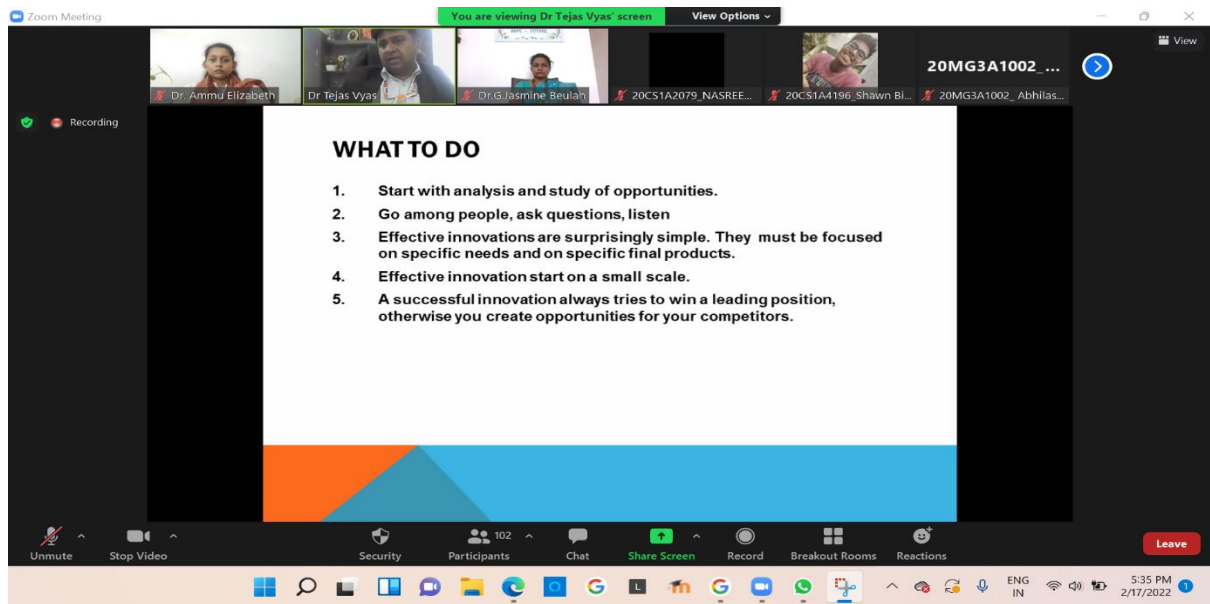 Zoom Meeting
You are viewing Dr Tejas Vyas' screen
View Options
View
Dr. Ammu Elizabeth
Dr Tejas Vyas
Dr.G.Jasmine Beulah
20CS1A2079_NASREE...
20CS1A4196_Shawn Bi...
20MG3A1002_...
20MG3A1002_ Abhilas...
Recording
WHAT TO DO
1. Start with analysis and study of opportunities.
2. Go among people, ask questions, listen
3. Effective innovations are surprisingly simple. They must be focused
on specific needs and on specific final products.
4. Effective innovation start on a small scale.
5. A successful innovation always tries to win a leading position,
otherwise you create opportunities for your competitors.
Unmute
Stop Video
Security
102
Participants
Chat
Share Screen
Record
Breakout Rooms
Reactions
Leave
ENG
IN
5:35 PM
2/17/2022
1